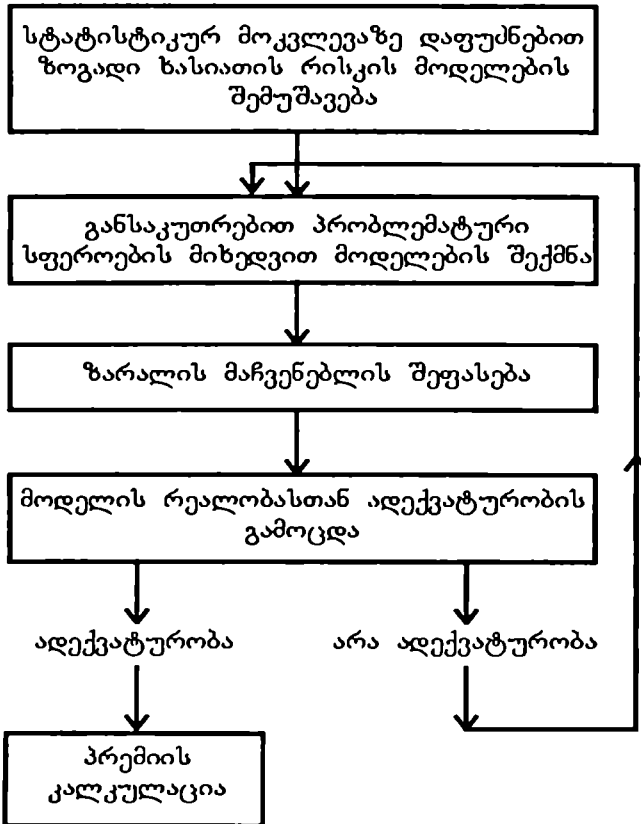 სტატისტიკურ მოკვლევაზე დაფუძნებით
ზოგადი ხასიათის რისკის მოდელების
შემუშავება
განსაკუთრებით პრობლემატური
სფეროების მიხედვით მოდელების შექმნა
ზარალის მაჩვენებლის შეფასება
მოდელის რეალობასთან ადექვატურობის
გამოცდა
ადექვატურობა
არა ადექვატურობა
პრემიის
კალკულაცია